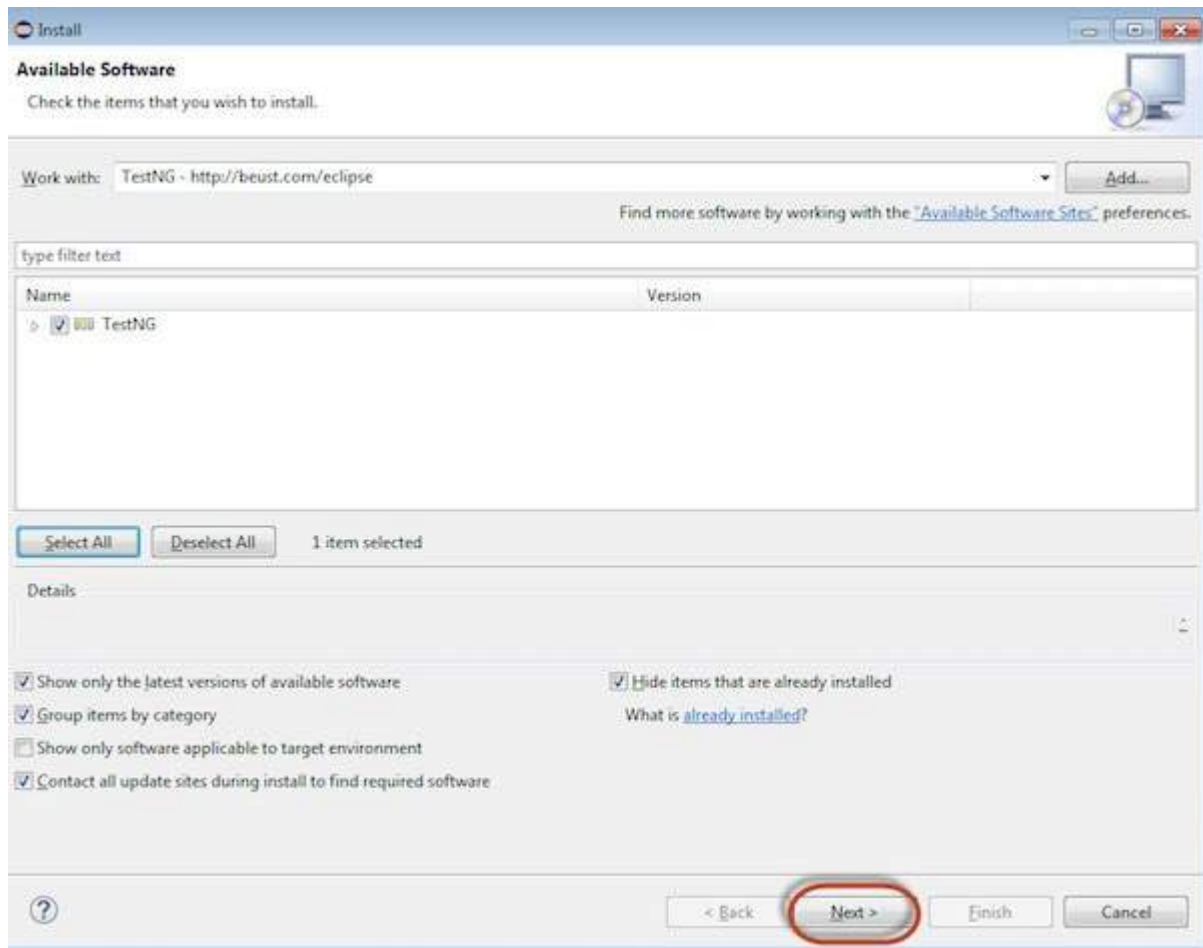 Install
Available Software
Check the items that you wish to install.
Work with: TestNG - http://beust.com/eclipse Add...
Find more software by working with the "Available Software Sites" preferences.
type filter text
Name Version
TestNG
Select All Deselect All 1 item selected
Details
Show only the latest versions of available software Hide items that are already installed
Group items by category What is already installed?
Show only software applicable to target environment
Contact all update sites during install to find required software
? < Back Next > Finish Cancel